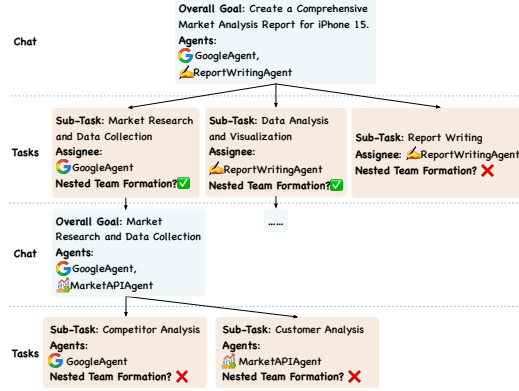 Overall Goal: Create a Comprehensive
Market Analysis Report for iPhone 15.
Agents:
GoogleAgent,
ReportWritingAgent
Chat
Tasks
Sub-Task: Market Research
and Data Collection
Assignee:
GoogleAgent
Nested Team Formation?
Sub-Task: Data Analysis
and Visualization
Assignee:
ReportWritingAgent
Nested Team Formation?
Sub-Task: Report Writing
Assignee: ReportWritingAgent
Nested Team Formation?
Chat
Overall Goal: Market
Research and Data Collection
Agents:
GoogleAgent,
MarketAPIAgent
......
Tasks
Sub-Task: Competitor Analysis
Agents:
GoogleAgent
Nested Team Formation?
Sub-Task: Customer Analysis
Agents:
MarketAPIAgent
Nested Team Formation?